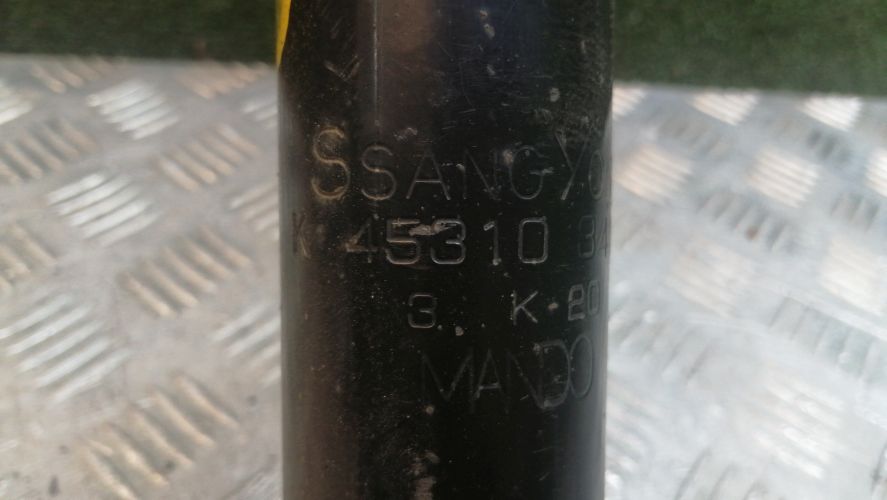 SSANGYO
K 45310 34
3 K-20
MANDO